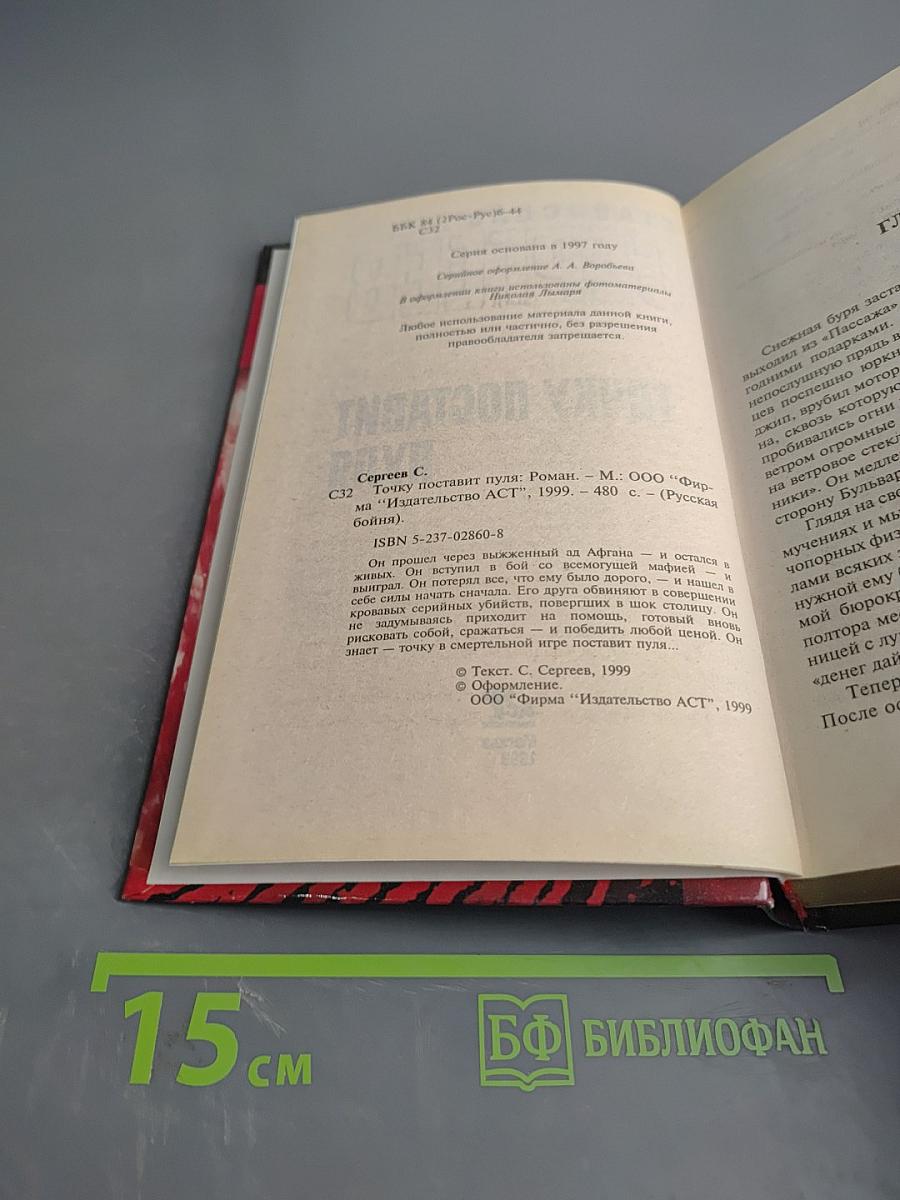 ББК 84 (2Рос-Рус)6-44
С32
Серия основана в 1997 году
Серийное оформление А. А. Воробьева
В оформлении книги использованы фотоматериалы
Николая Лымаря
Любое использование материала данной книги,
полностью или частично, без разрешения
правообладателя запрещается.
Сергеев С.
С32 Точку поставит пуля: Роман. – М.: ООО "Фир-
ма "Издательство АСТ", 1999. – 480 с. – (Русская
бойня).
ISBN 5-237-02860-8
Он прошел через выжженный ад Афгана — и остался в
живых. Он вступил в бой со всемогущей мафией — и
выиграл. Он потерял все, что ему было дорого, — и нашел в
себе силы начать сначала. Его друга обвиняют в совершении
кровавых серийных убийств, повергших в шок столицу. Он
не задумываясь приходит на помощь, готовый вновь
рисковать собой, сражаться — и победить любой ценой. Он
знает — точку в смертельной игре поставит пуля...
© Текст. С. Сергеев, 1999
© Оформление.
ООО "Фирма "Издательство АСТ", 1999
Снежная буря заста
выходил из «Пассажа»
годними подарками.
непослушную прядь в
цев поспешно юркн
джип, врубил мотор
на, сквозь которую
пробивались огни
ветром огромные
на ветровое стекл
ники». Он медле
сторону Бульвар
Глядя на сво
мучениях и мы
чопорных физ
лами всяких
нужной ему
мой бюрокр
полтора мес
ницей с лу
«денег дай
Тепер
После ос
15 см
БФ БИБЛИОФАН